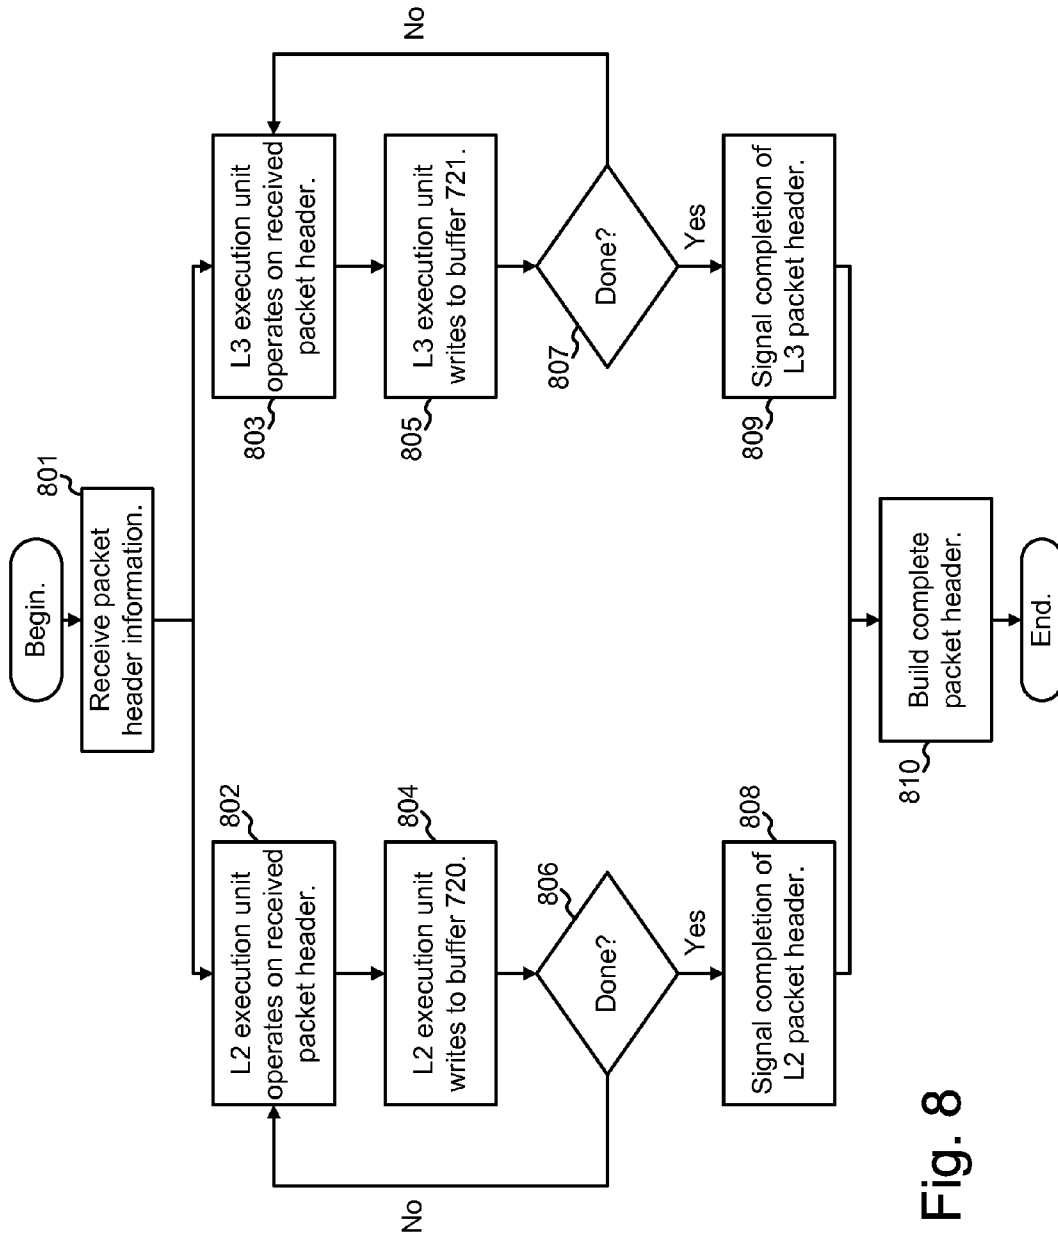 Begin.
801
Receive packet
header information.
802
L2 execution unit
operates on received
packet header.
803
L3 execution unit
operates on received
packet header.
804
L2 execution unit
writes to buffer 720.
805
L3 execution unit
writes to buffer 721.
806
Done?
No
Yes
807
Done?
No
Yes
808
Signal completion of
L2 packet header.
809
Signal completion of
L3 packet header.
810
Build complete
packet header.
End.
Fig. 8